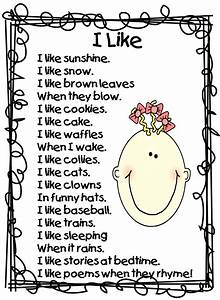 I Like
I like sunshine.
I like snow.
I like brown leaves
When they blow.
I like cookies.
I like cake.
I like waffles
When I wake.
I like collies.
I like cats.
I like clowns
In funny hats.
I like baseball.
I like trains.
I like sleeping
When it rains.
I like stories at bedtime.
I like poems when they rhyme!